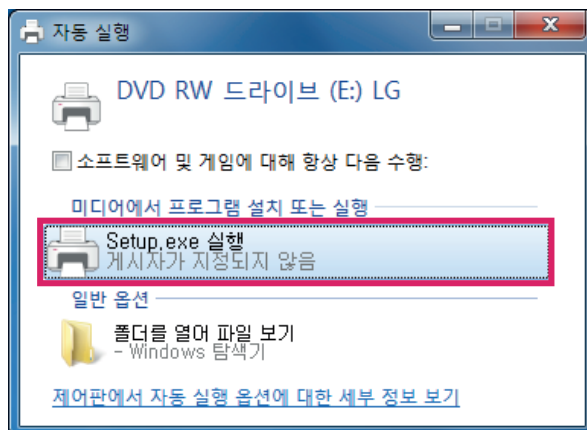 자동 실행
DVD RW 드라이브 (E:) LG
소프트웨어 및 게임에 대해 항상 다음 수행:
미디어에서 프로그램 설치 또는 실행
Setup.exe 실행
게시자가 지정되지 않음
일반 옵션
폴더를 열어 파일 보기
- Windows 탐색기
제어판에서 자동 실행 옵션에 대한 세부 정보 보기